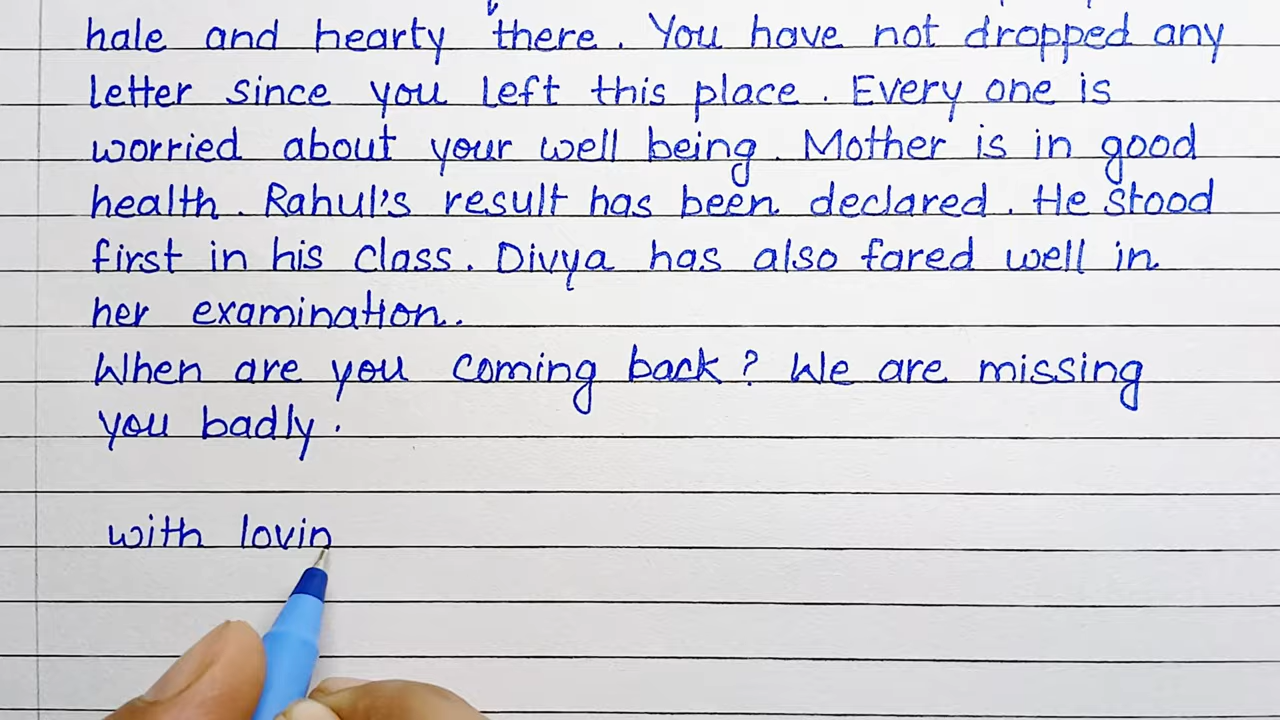 hale and hearty there. You have not dropped any
letter since you left this place. Every one is
worried about your well being. Mother is in good
health. Rahul's result has been declared. He stood
first in his class. Divya has also fared well in
her examination.
When are you coming back? We are missing
you badly.
with lovin